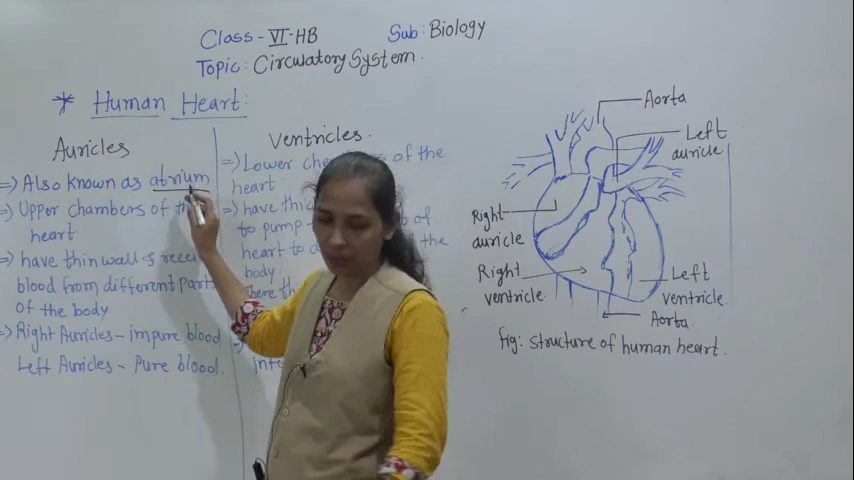 Class - VI-HB Sub: Biology
Topic: Circulatory System.
* Human Heart:
Auricles
=) Also known as atrium
=) Upper chambers of
heart
=) have thin wall &
blood from different parts
of the body
=) Right Auricles - impure blood
Left Auricles - Pure blood.
Ventricles.
=) Lower of the
heart.
=) have
to pump of
heart to the
body.
Aorta
Left
auricle
Right
auricle
Right
ventricle.
Left
ventricle.
Aorta.
fig: structure of human heart.